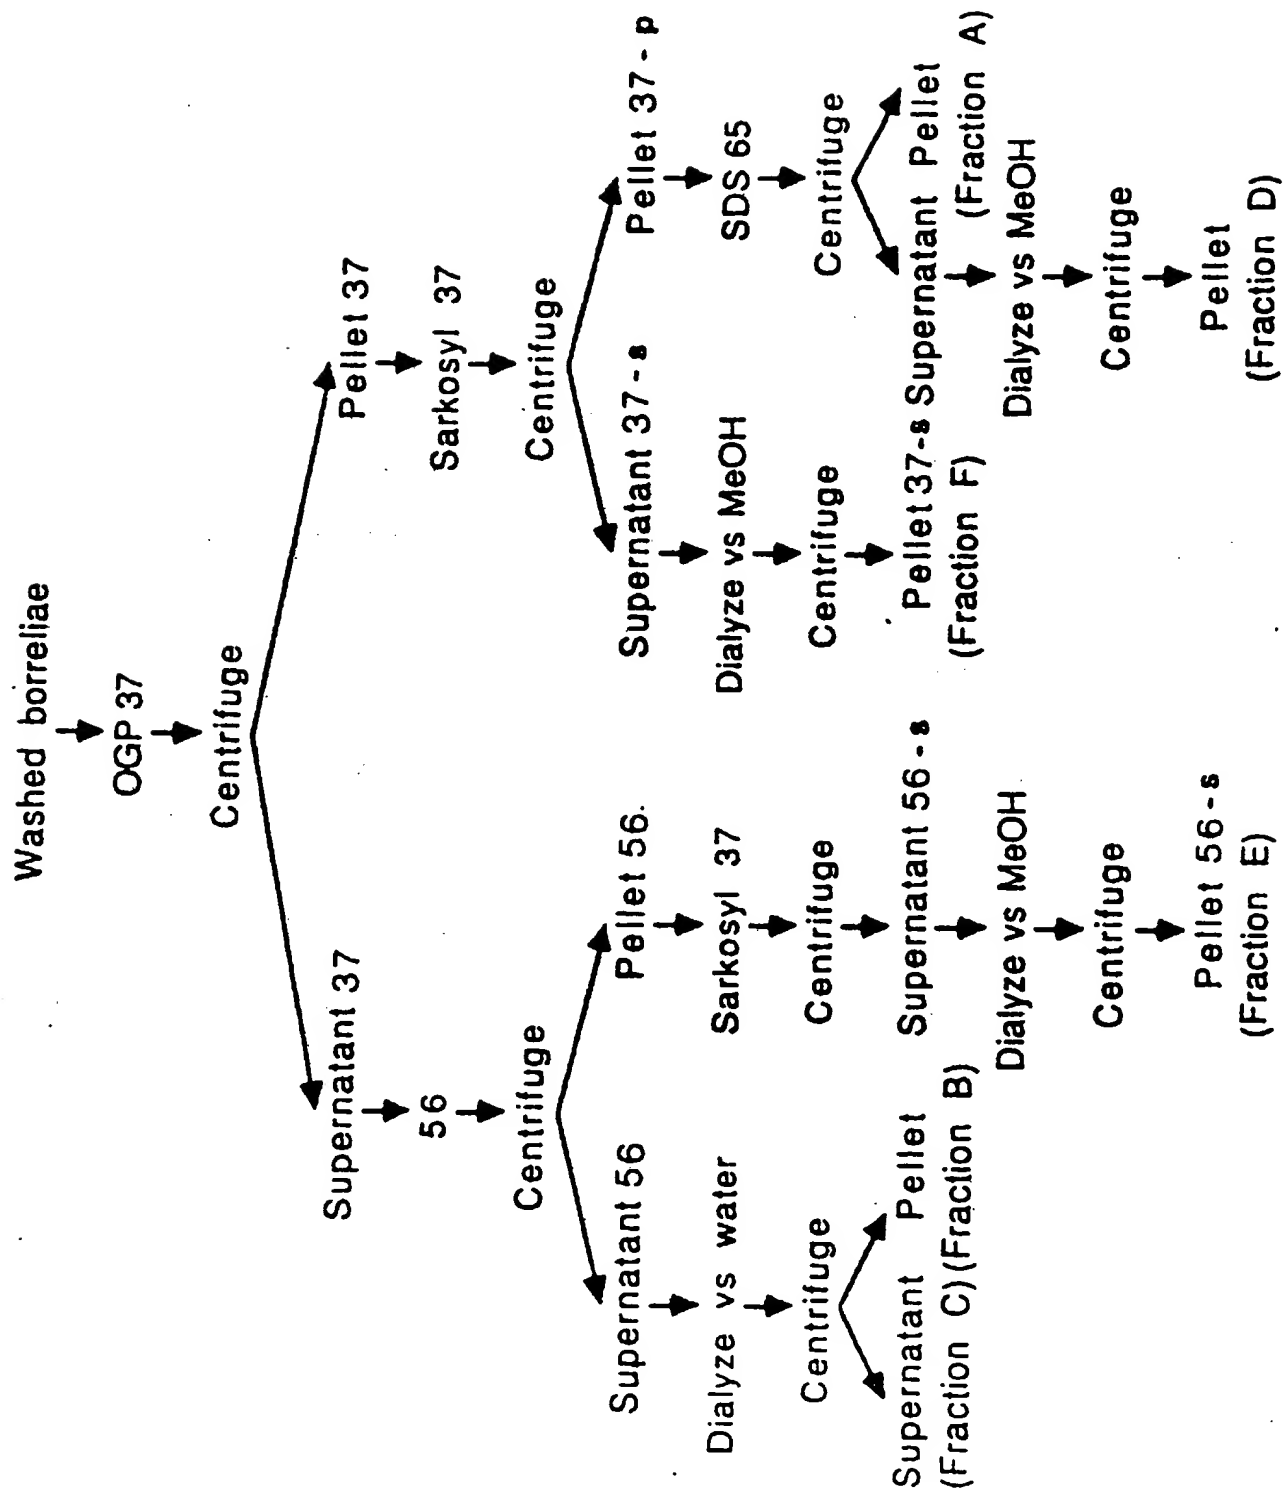 Washed borreliae
OGP 37
Centrifuge
Supernatant 37
Pellet 37
56
Sarkosyl 37
Centrifuge
Centrifuge
Supernatant 56
Pellet 56.
Supernatant 37-s
Pellet 37-p
Dialyze vs water
Sarkosyl 37
Dialyze vs MeOH
SDS 65
Centrifuge
Centrifuge
Centrifuge
Centrifuge
Supernatant
Pellet
Supernatant 56-s
Pellet 37-s
Supernatant
Pellet
(Fraction C)
(Fraction B)
(Fraction F)
(Fraction A)
Dialyze vs MeOH
Dialyze vs MeOH
Centrifuge
Centrifuge
Pellet 56-s
Pellet
(Fraction E)
(Fraction D)